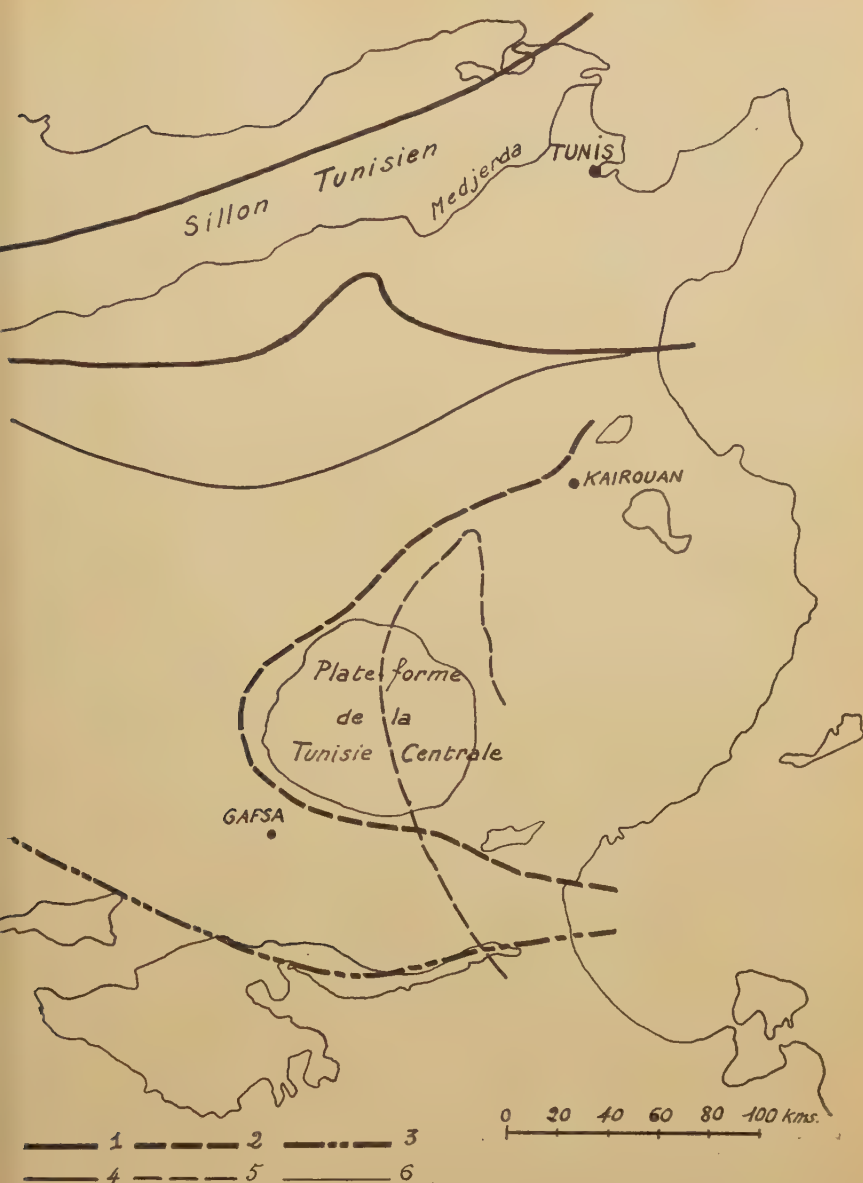 Sillon Tunisien
Medjerda
TUNIS
KAIROUAN
Plate-forme
de la
Tunisie Centrale
GAFSA
0 20 40 60 80 100 kms.
1 2 3
4 5 6